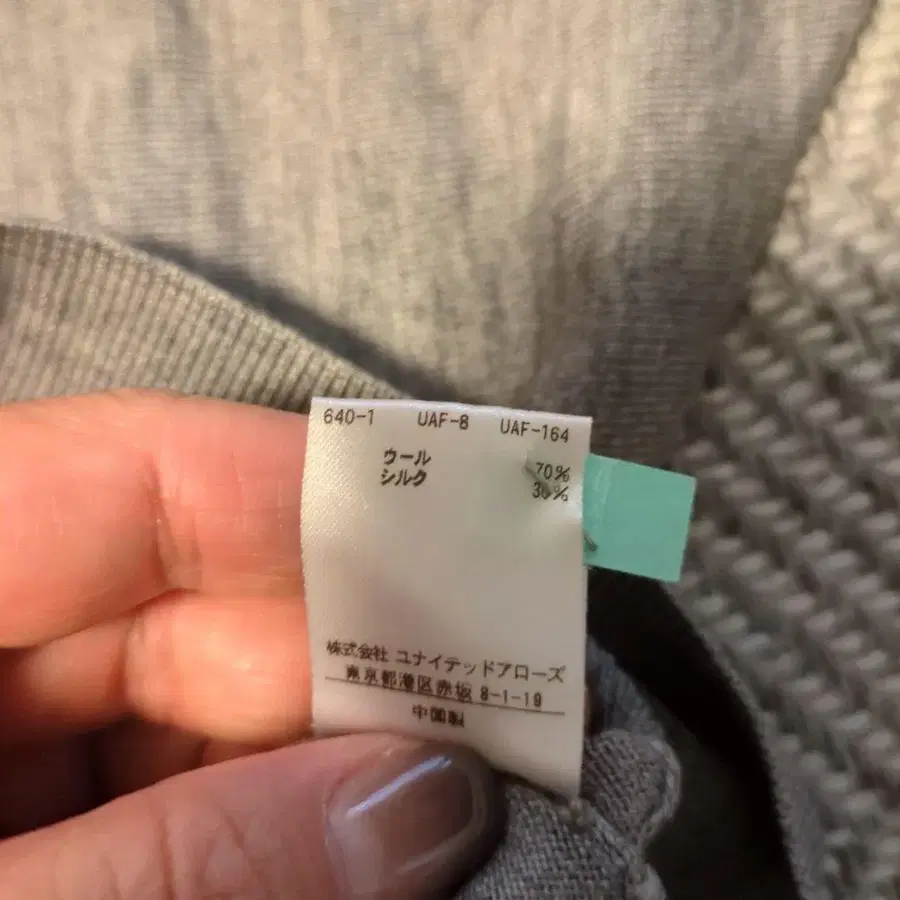 640-1 UAF-8 UAF-164
ウール 70%
シルク 30%
株式会社 ユナイテッドアローズ
東京都港区赤坂 8-1-19
中国製